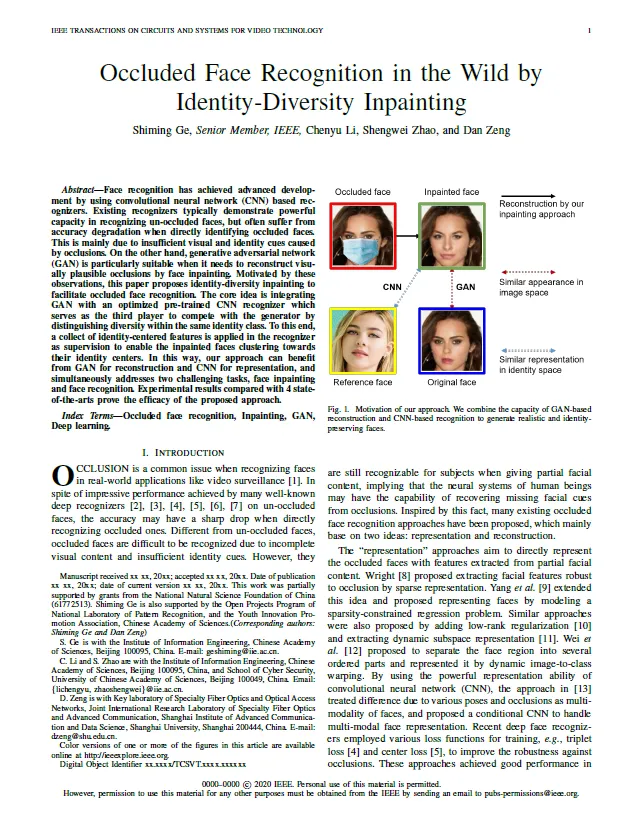 IEEE TRANSACTIONS ON CIRCUITS AND SYSTEMS FOR VIDEO TECHNOLOGY 1
Occluded Face Recognition in the Wild by
Identity-Diversity Inpainting
Shiming Ge, Senior Member, IEEE, Chenyu Li, Shengwei Zhao, and Dan Zeng
Abstract—Face recognition has achieved advanced develop-
ment by using convolutional neural network (CNN) based rec-
ognizers. Existing recognizers typically demonstrate powerful
capacity in recognizing un-occluded faces, but often suffer from
accuracy degradation when directly identifying occluded faces.
This is mainly due to insufficient visual and identity cues caused
by occlusions. On the other hand, generative adversarial network
(GAN) is particularly suitable when it needs to reconstruct visu-
ally plausible occlusions by face inpainting. Motivated by these
observations, this paper proposes identity-diversity inpainting to
facilitate occluded face recognition. The core idea is integrating
GAN with an optimized pre-trained CNN recognizer which
serves as the third player to compete with the generator by
distinguishing diversity within the same identity class. To this end,
a collect of identity-centered features is applied in the recognizer
as supervision to enable the inpainted faces clustering towards
their identity centers. In this way, our approach can benefit
from GAN for reconstruction and CNN for representation, and
simultaneously addresses two challenging tasks, face inpainting
and face recognition. Experimental results compared with 4 state-
of-the-arts prove the efficacy of the proposed approach.
Index Terms—Occluded face recognition, Inpainting, GAN,
Deep learning.
I. INTRODUCTION
OCCLUSION is a common issue when recognizing faces
in real-world applications like video surveillance [1]. In
spite of impressive performance achieved by many well-known
deep recognizers [2], [3], [4], [5], [6], [7] on un-occluded
faces, the accuracy may have a sharp drop when directly
recognizing occluded ones. Different from un-occluded faces,
occluded faces are difficult to be recognized due to incomplete
visual content and insufficient identity cues. However, they
Manuscript received xx xx, 20xx; accepted xx xx, 20xx. Date of publication
xx xx, 20xx; date of current version xx xx, 20xx. This work was partially
supported by grants from the National Natural Science Foundation of China
(61772513). Shiming Ge is also supported by the Open Projects Program of
National Laboratory of Pattern Recognition, and the Youth Innovation Pro-
motion Association, Chinese Academy of Sciences.(Corresponding authors:
Shiming Ge and Dan Zeng)
S. Ge is with the Institute of Information Engineering, Chinese Academy
of Sciences, Beijing 100095, China. E-mail: geshiming@iie.ac.cn.
C. Li and S. Zhao are with the Institute of Information Engineering, Chinese
Academy of Sciences, Beijing 100095, China, and School of Cyber Security,
University of Chinese Academy of Sciences, Beijing 100049, China. Email:
{lichengyu, zhaoshengwei}@iie.ac.cn.
D. Zeng is with Key laboratory of Specialty Fiber Optics and Optical Access
Networks, Joint International Research Laboratory of Specialty Fiber Optics
and Advanced Communication, Shanghai Institute of Advanced Communica-
tion and Data Science, Shanghai University, Shanghai 200444, China. E-mail:
dzeng@shu.edu.cn.
Color versions of one or more of the figures in this article are available
online at http://ieeexplore.ieee.org.
Digital Object Identifier xx.xxxx/TCSVT.xxxx.xxxxxx
Occluded face Inpainted face
Reconstruction by our
inpainting approach
CNN GAN
Similar appearance in
image space
Similar representation
in identity space
Reference face Original face
Fig. 1. Motivation of our approach. We combine the capacity of GAN-based
reconstruction and CNN-based recognition to generate realistic and identity-
preserving faces.
are still recognizable for subjects when giving partial facial
content, implying that the neural systems of human beings
may have the capability of recovering missing facial cues
from occlusions. Inspired by this fact, many existing occluded
face recognition approaches have been proposed, which mainly
base on two ideas: representation and reconstruction.
The “representation” approaches aim to directly represent
the occluded faces with features extracted from partial facial
content. Wright [8] proposed extracting facial features robust
to occlusion by sparse representation. Yang et al. [9] extended
this idea and proposed representing faces by modeling a
sparsity-constrained regression problem. Similar approaches
were also proposed by adding low-rank regularization [10]
and extracting dynamic subspace representation [11]. Wei et
al. [12] proposed to separate the face region into several
ordered parts and represented it by dynamic image-to-class
warping. By using the powerful representation ability of
convolutional neural network (CNN), the approach in [13]
treated difference due to various poses and occlusions as multi-
modality of faces, and proposed a conditional CNN to handle
multi-modal face representation. Recent deep face recogniz-
ers employed various loss functions for training, e.g., triplet
loss [4] and center loss [5], to improve the robustness against
occlusions. These approaches achieved good performance in
0000–0000 © 2020 IEEE. Personal use of this material is permitted.
However, permission to use this material for any other purposes must be obtained from the IEEE by sending an email to pubs-permissions@ieee.org.